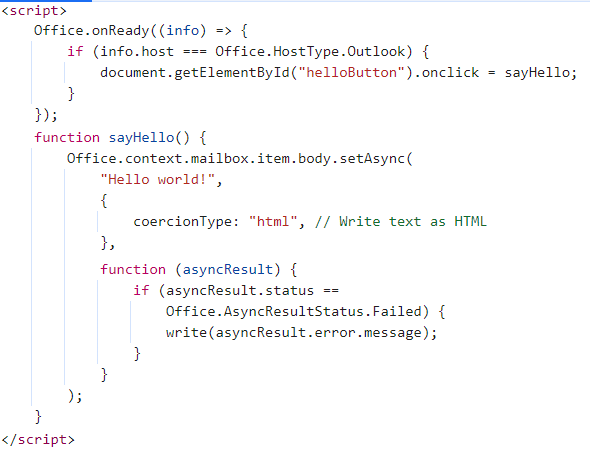 <script>
Office.onReady((info) => {
if (info.host === Office.HostType.Outlook) {
document.getElementById("helloButton").onclick = sayHello;
}
});
function sayHello() {
Office.context.mailbox.item.body.setAsync(
"Hello world!",
{
coercionType: "html", // Write text as HTML
},
function (asyncResult) {
if (asyncResult.status ==
Office.AsyncResultStatus.Failed) {
write(asyncResult.error.message);
}
}
);
}
</script>